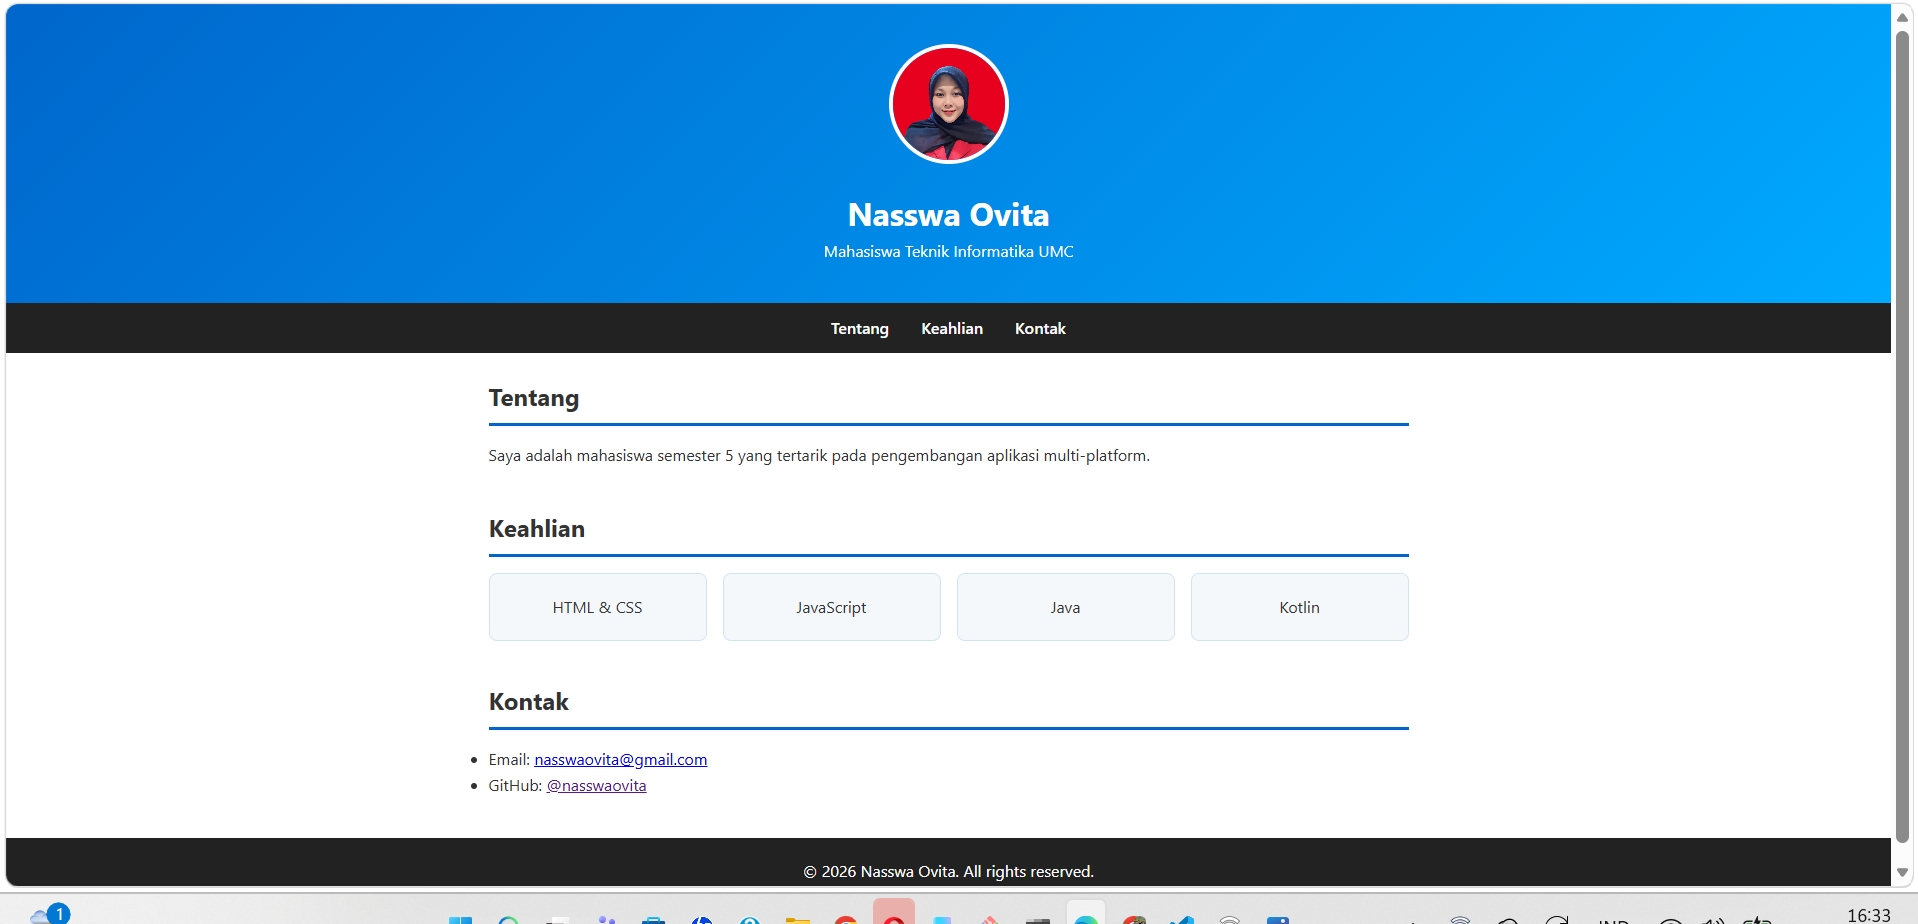 Nasswa Ovita
Mahasiswa Teknik Informatika UMC
Tentang Keahlian Kontak
Tentang
Saya adalah mahasiswa semester 5 yang tertarik pada pengembangan aplikasi multi-platform.
Keahlian
HTML & CSS JavaScript Java Kotlin
Kontak
Email: nasswaovita@gmail.com
GitHub: @nasswaovita
© 2026 Nasswa Ovita. All rights reserved.
1
16:33